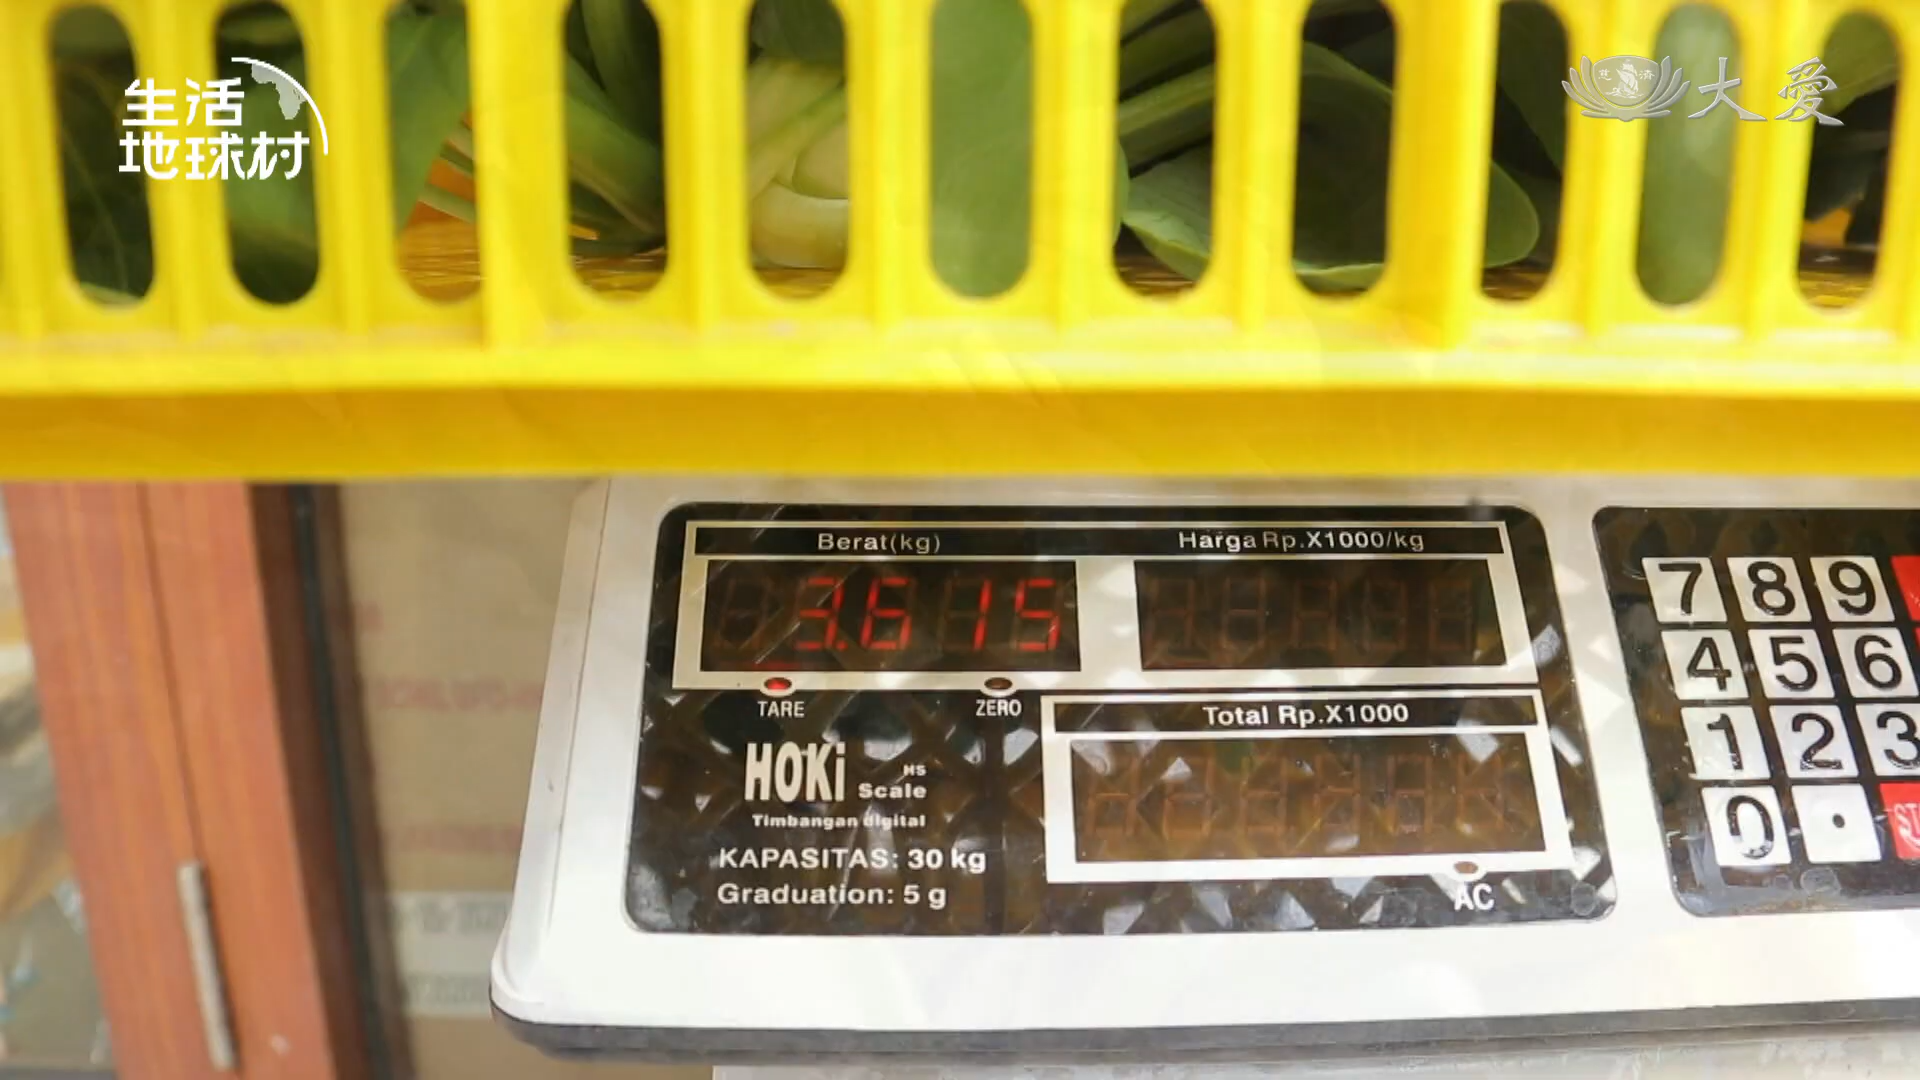 生活
地球村
慈 濟
大愛
Berat(kg)
Harga Rp.X1000/kg
3.615
TARE
ZERO
Total Rp.X1000
HOKi
HS
Scale
Timbangan digital
KAPASITAS: 30 kg
Graduation: 5 g
AC
7 8 9
4 5 6
1 2 3
0 .